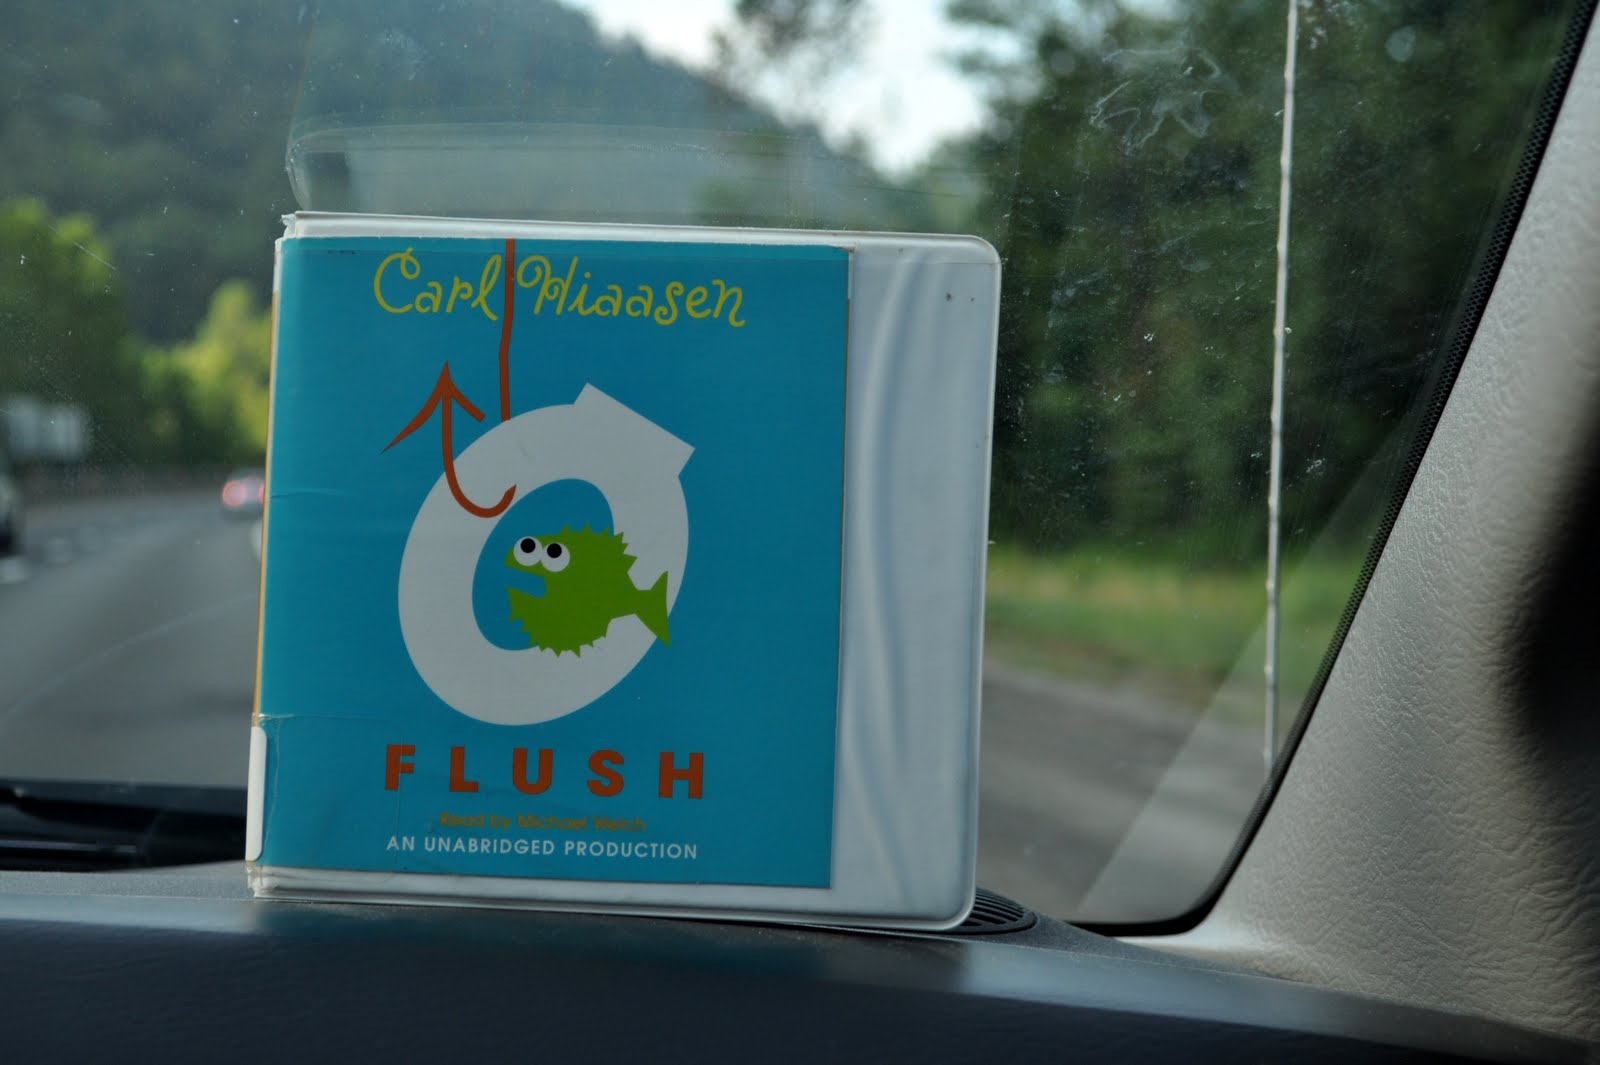 Carl Hiaasen
FLUSH
Read by Michael Welch
AN UNABRIDGED PRODUCTION